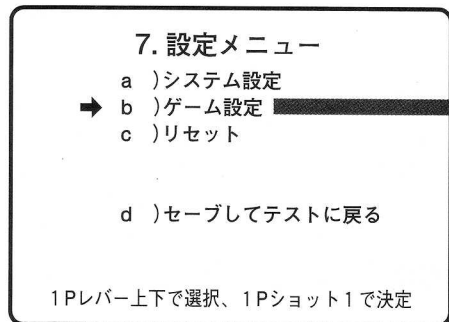 7. 設定メニュー
a )システム設定
➡ b )ゲーム設定
c )リセット
d )セーブしてテストに戻る
1Pレバー上下で選択、1Pショット1で決定